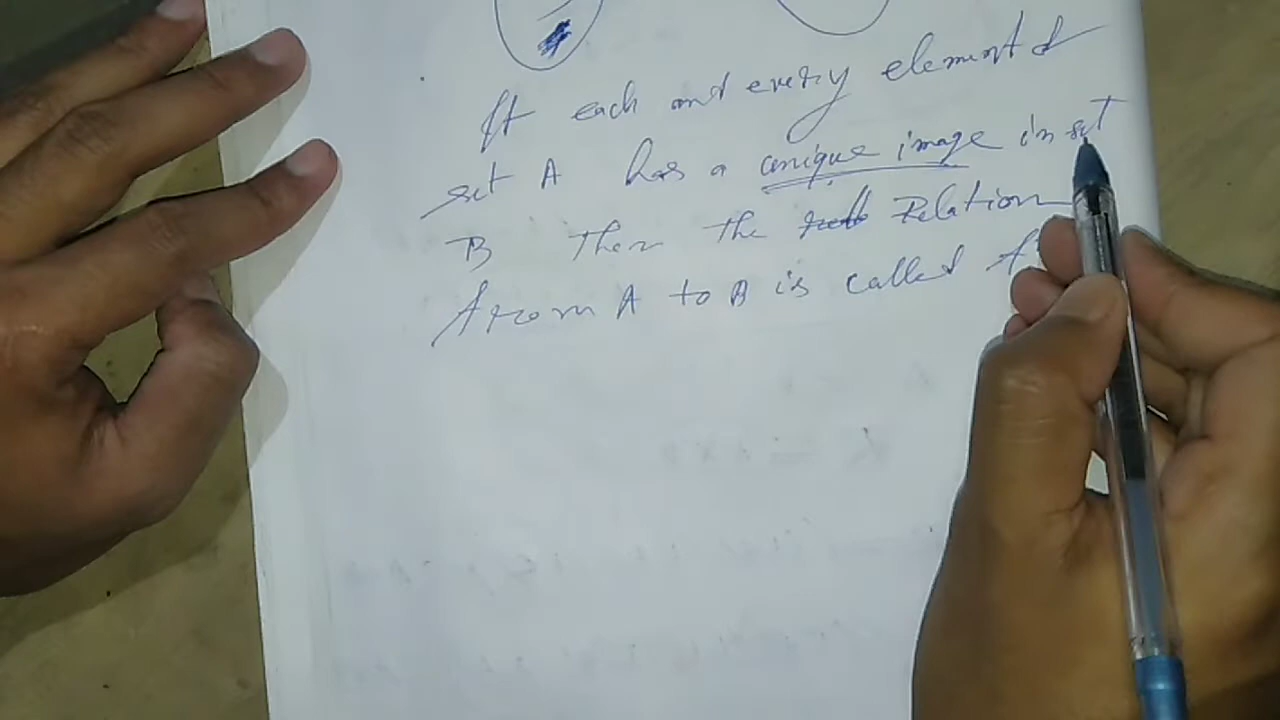 If each and every element of
set A has a unique image in set
B Then the Relation
from A to B is called